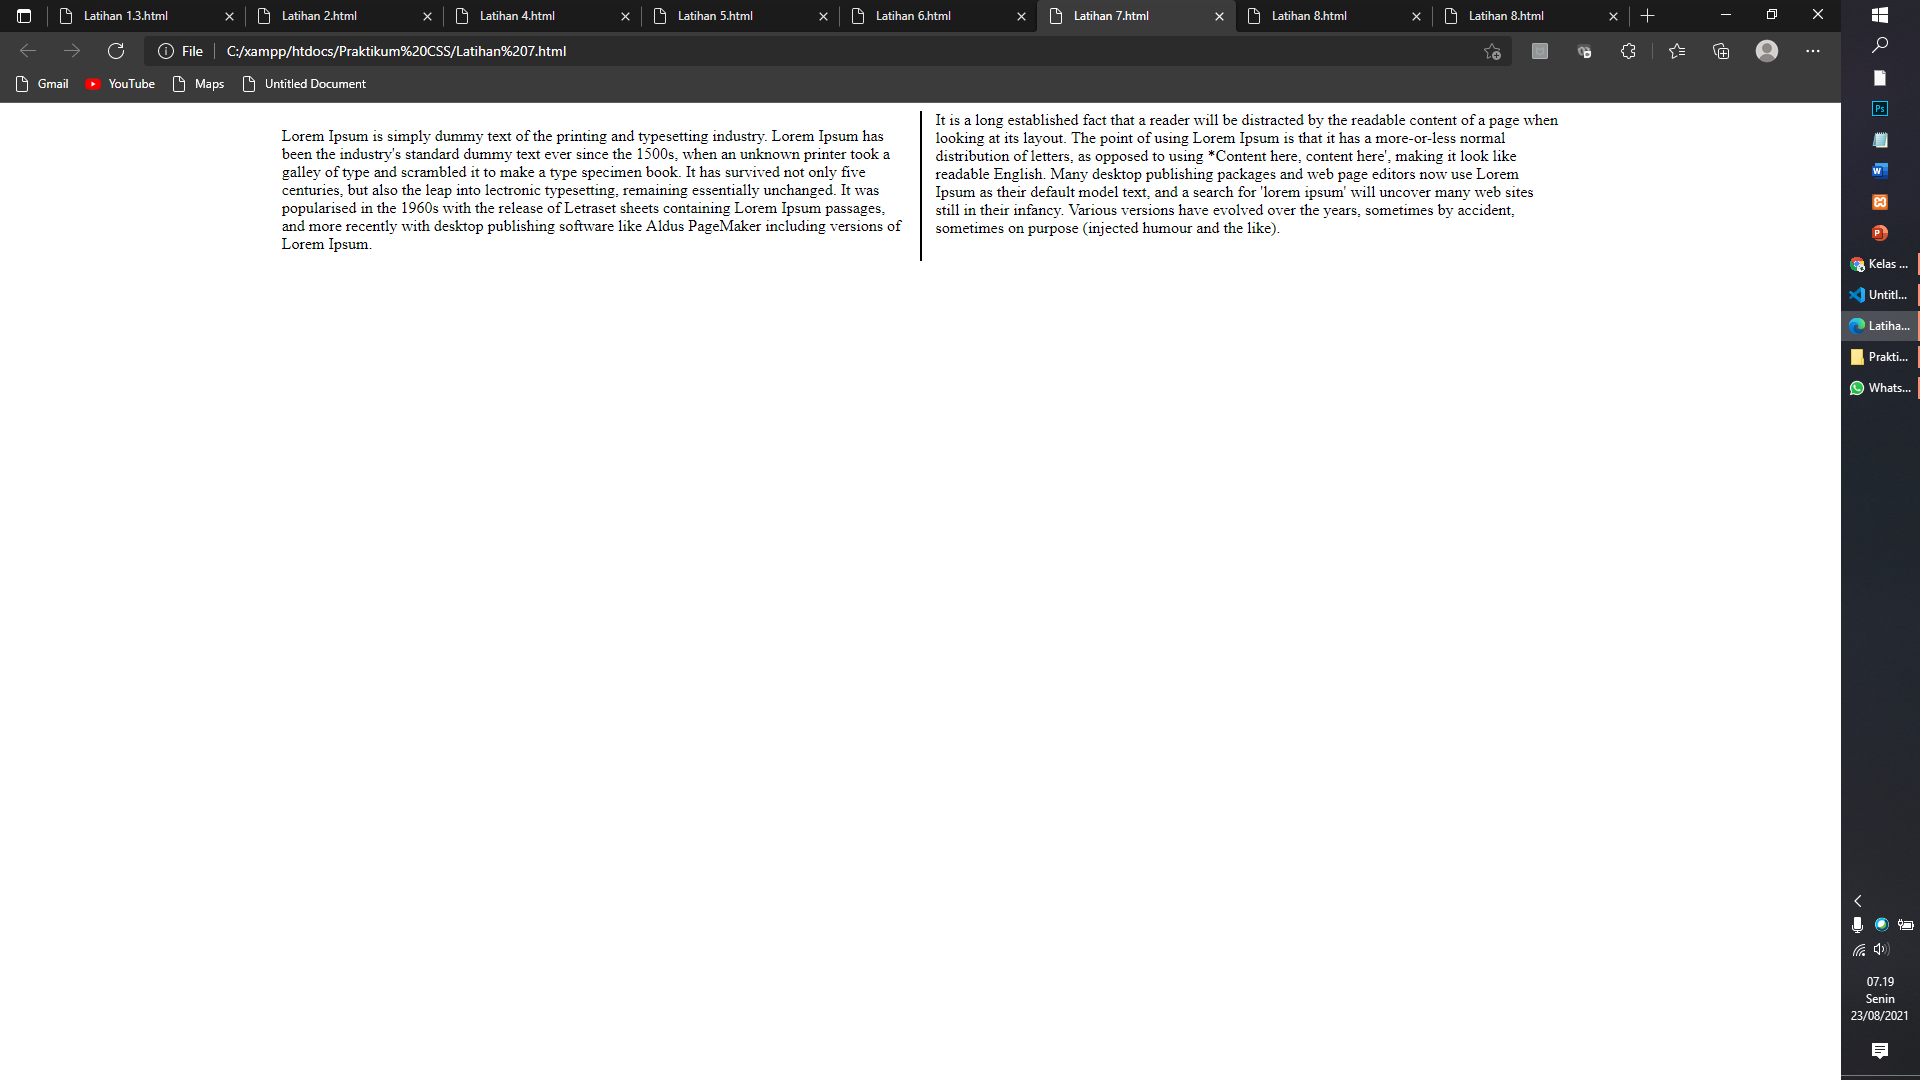 Latihan 1.3.html
Latihan 2.html
Latihan 4.html
Latihan 5.html
Latihan 6.html
Latihan 7.html
Latihan 8.html
Latihan 8.html
File
C:/xampp/htdocs/Praktikum%20CSS/Latihan%207.html
Gmail
YouTube
Maps
Untitled Document
Lorem Ipsum is simply dummy text of the printing and typesetting industry. Lorem Ipsum has
been the industry's standard dummy text ever since the 1500s, when an unknown printer took a
galley of type and scrambled it to make a type specimen book. It has survived not only five
centuries, but also the leap into lectronic typesetting, remaining essentially unchanged. It was
popularised in the 1960s with the release of Letraset sheets containing Lorem Ipsum passages,
and more recently with desktop publishing software like Aldus PageMaker including versions of
Lorem Ipsum.
It is a long established fact that a reader will be distracted by the readable content of a page when
looking at its layout. The point of using Lorem Ipsum is that it has a more-or-less normal
distribution of letters, as opposed to using *Content here, content here', making it look like
readable English. Many desktop publishing packages and web page editors now use Lorem
Ipsum as their default model text, and a search for 'lorem ipsum' will uncover many web sites
still in their infancy. Various versions have evolved over the years, sometimes by accident,
sometimes on purpose (injected humour and the like).
Ps
Kelas ...
Untitl...
Latiha...
Prakti...
Whats...
07.19
Senin
23/08/2021